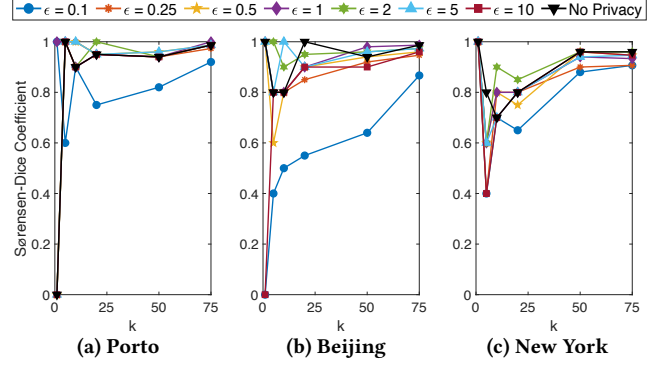 ϵ = 0.1 ϵ = 0.25 ϵ = 0.5 ϵ = 1 ϵ = 2 ϵ = 5 ϵ = 10 No Privacy
Sørensen-Dice Coefficient
1
0.8
0.6
0.4
0.2
0
0 25 50 75
k
(a) Porto
1
0.8
0.6
0.4
0.2
0
0 25 50 75
k
(b) Beijing
1
0.8
0.6
0.4
0.2
0
0 25 50 75
k
(c) New York